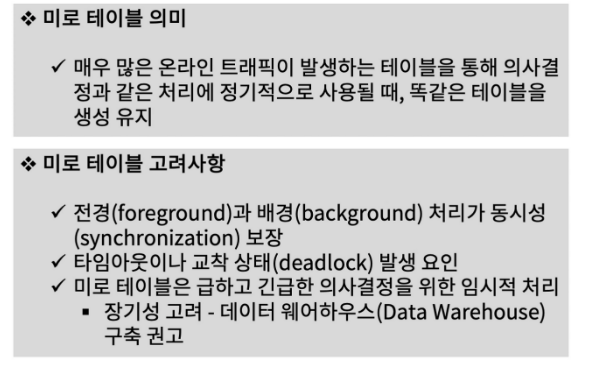 ❖ 미로 테이블 의미
✓ 매우 많은 온라인 트래픽이 발생하는 테이블을 통해 의사결
정과 같은 처리에 정기적으로 사용될 때, 똑같은 테이블을
생성 유지
❖ 미로 테이블 고려사항
✓ 전경(foreground)과 배경(background) 처리가 동시성
(synchronization) 보장
✓ 타임아웃이나 교착 상태(deadlock) 발생 요인
✓ 미로 테이블은 급하고 긴급한 의사결정을 위한 임시적 처리
▪ 장기성 고려 - 데이터 웨어하우스(Data Warehouse)
구축 권고